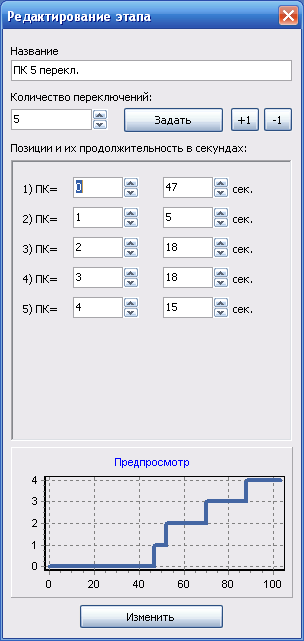 Редактирование этапа
Название
ПК 5 перекл.
Количество переключений:
5 Задать +1 -1
Позиции и их продолжительность в секундах:
1) ПК= 0 47 сек.
2) ПК= 1 5 сек.
3) ПК= 2 18 сек.
4) ПК= 3 18 сек.
5) ПК= 4 15 сек.
Предпросмотр
4
3
2
1
0
0 20 40 60 80 100
Изменить